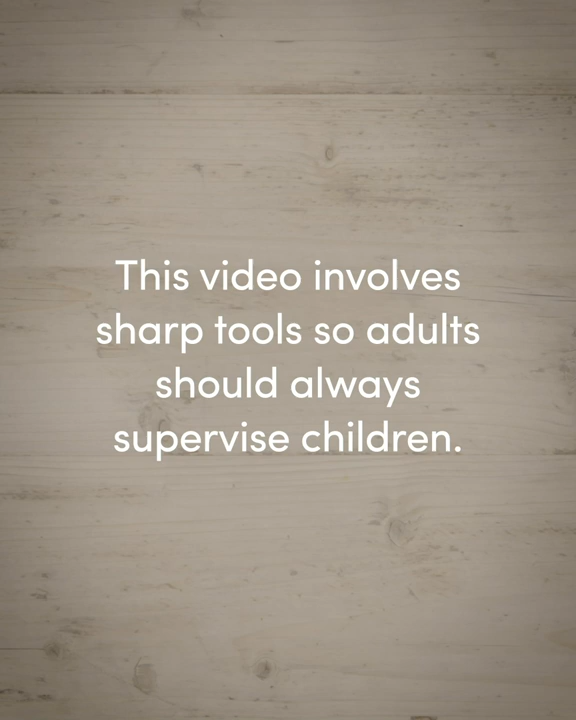 This video involves
sharp tools so adults
should always
supervise children.